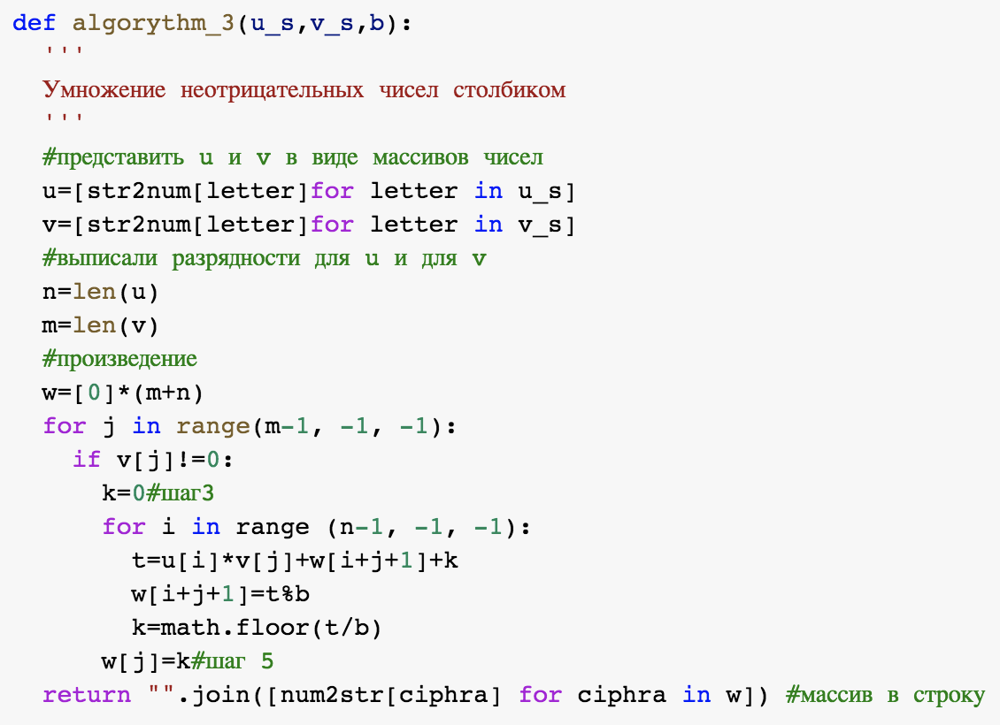 def algorythm_3(u_s,v_s,b):
  '''
  Умножение неотрицательных чисел столбиком
  '''
  #представить u и v в виде массивов чисел
  u=[str2num[letter]for letter in u_s]
  v=[str2num[letter]for letter in v_s]
  #выписали разрядности для u и для v
  n=len(u)
  m=len(v)
  #произведение
  w=[0]*(m+n)
  for j in range(m-1, -1, -1):
    if v[j]!=0:
      k=0#шаг3
      for i in range (n-1, -1, -1):
        t=u[i]*v[j]+w[i+j+1]+k
        w[i+j+1]=t%b
        k=math.floor(t/b)
      w[j]=k#шаг 5
  return "".join([num2str[ciphra] for ciphra in w]) #массив в строку